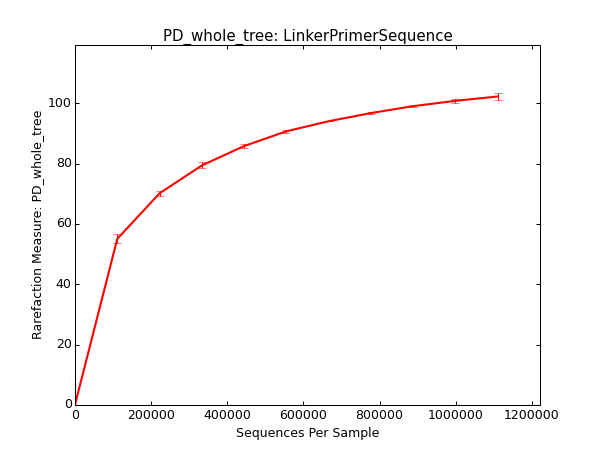 PD_whole_tree: LinkerPrimerSequence
100
80
60
40
20
0
Rarefaction Measure: PD_whole_tree
0 200000 400000 600000 800000 1000000 1200000
Sequences Per Sample